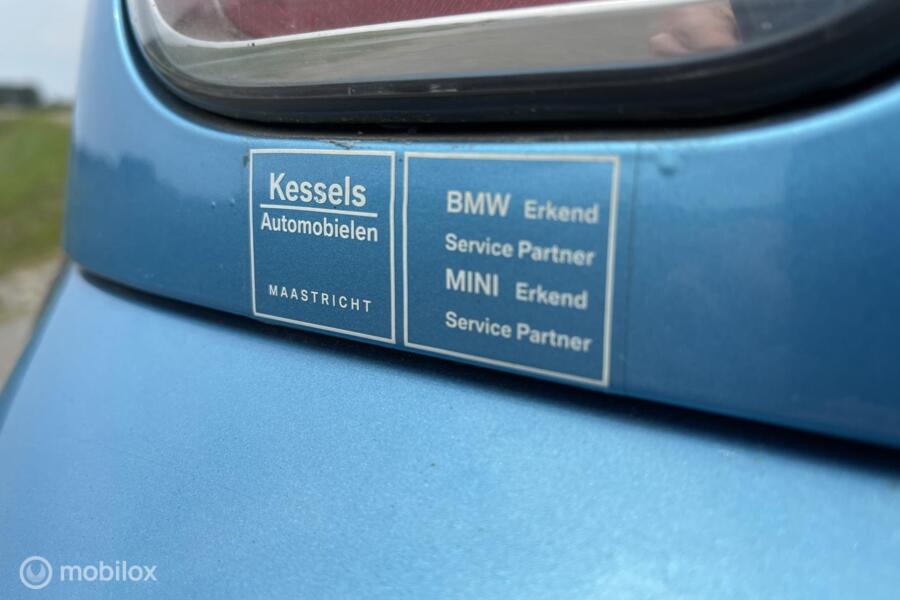 Kessels
Automobielen
MAASTRICHT
BMW Erkend
Service Partner
MINI Erkend
Service Partner
mobilox